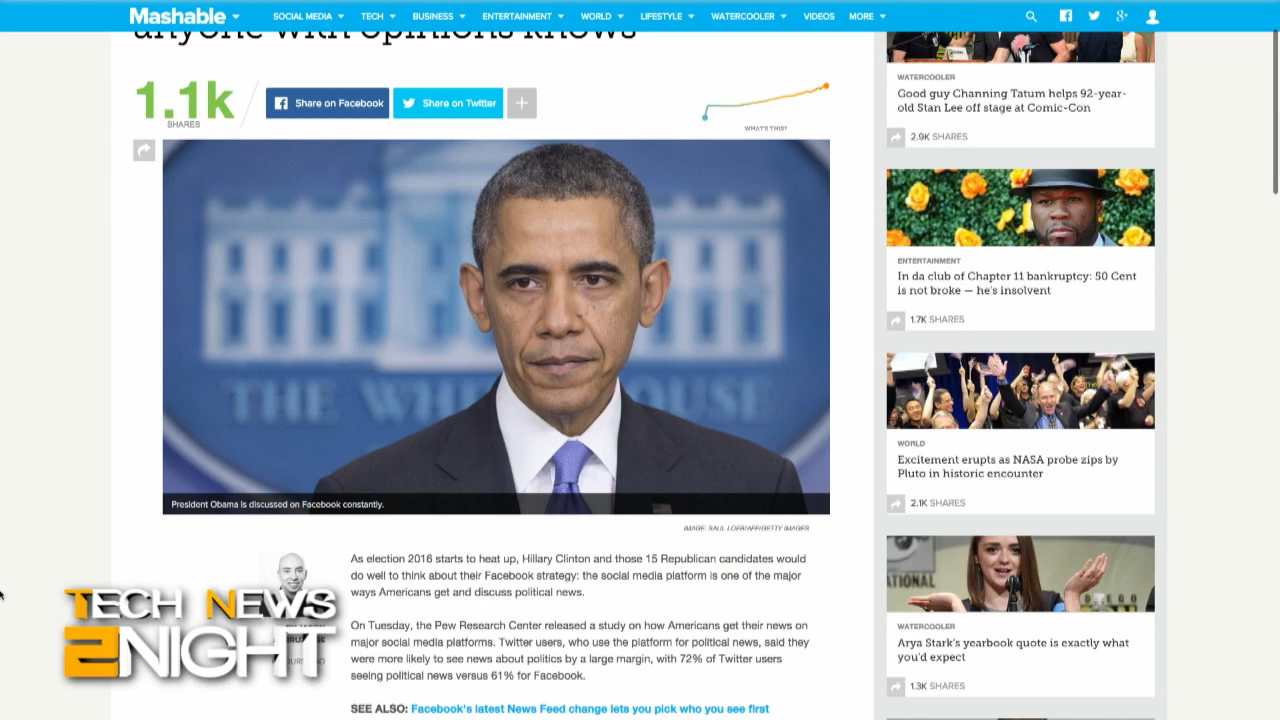 Mashable
SOCIAL MEDIA TECH BUSINESS ENTERTAINMENT WORLD LIFESTYLE WATERCOOLER VIDEOS MORE
anyone with opinions knows
1.1k
SHARES
Share on Facebook
Share on Twitter
+
WHAT'S THIS?
THE WH HOUSE
President Obama is discussed on Facebook constantly.
IMAGE: SAUL LOEB/AFP/GETTY IMAGES
As election 2016 starts to heat up, Hillary Clinton and those 15 Republican candidates would
do well to think about their Facebook strategy: the social media platform is one of the major
ways Americans get and discuss political news.
On Tuesday, the Pew Research Center released a study on how Americans get their news on
major social media platforms. Twitter users, who use the platform for political news, said they
were more likely to see news about politics by a large margin, with 72% of Twitter users
seeing political news versus 61% for Facebook.
SEE ALSO: Facebook's latest News Feed change lets you pick who you see first
TECH NEWS
2NIGHT
WATERCOOLER
Good guy Channing Tatum helps 92-year-
old Stan Lee off stage at Comic-Con
2.9K SHARES
ENTERTAINMENT
In da club of Chapter 11 bankruptcy: 50 Cent
is not broke — he's insolvent
1.7K SHARES
WORLD
Excitement erupts as NASA probe zips by
Pluto in historic encounter
2.1K SHARES
WATERCOOLER
Arya Stark's yearbook quote is exactly what
you'd expect
1.3K SHARES